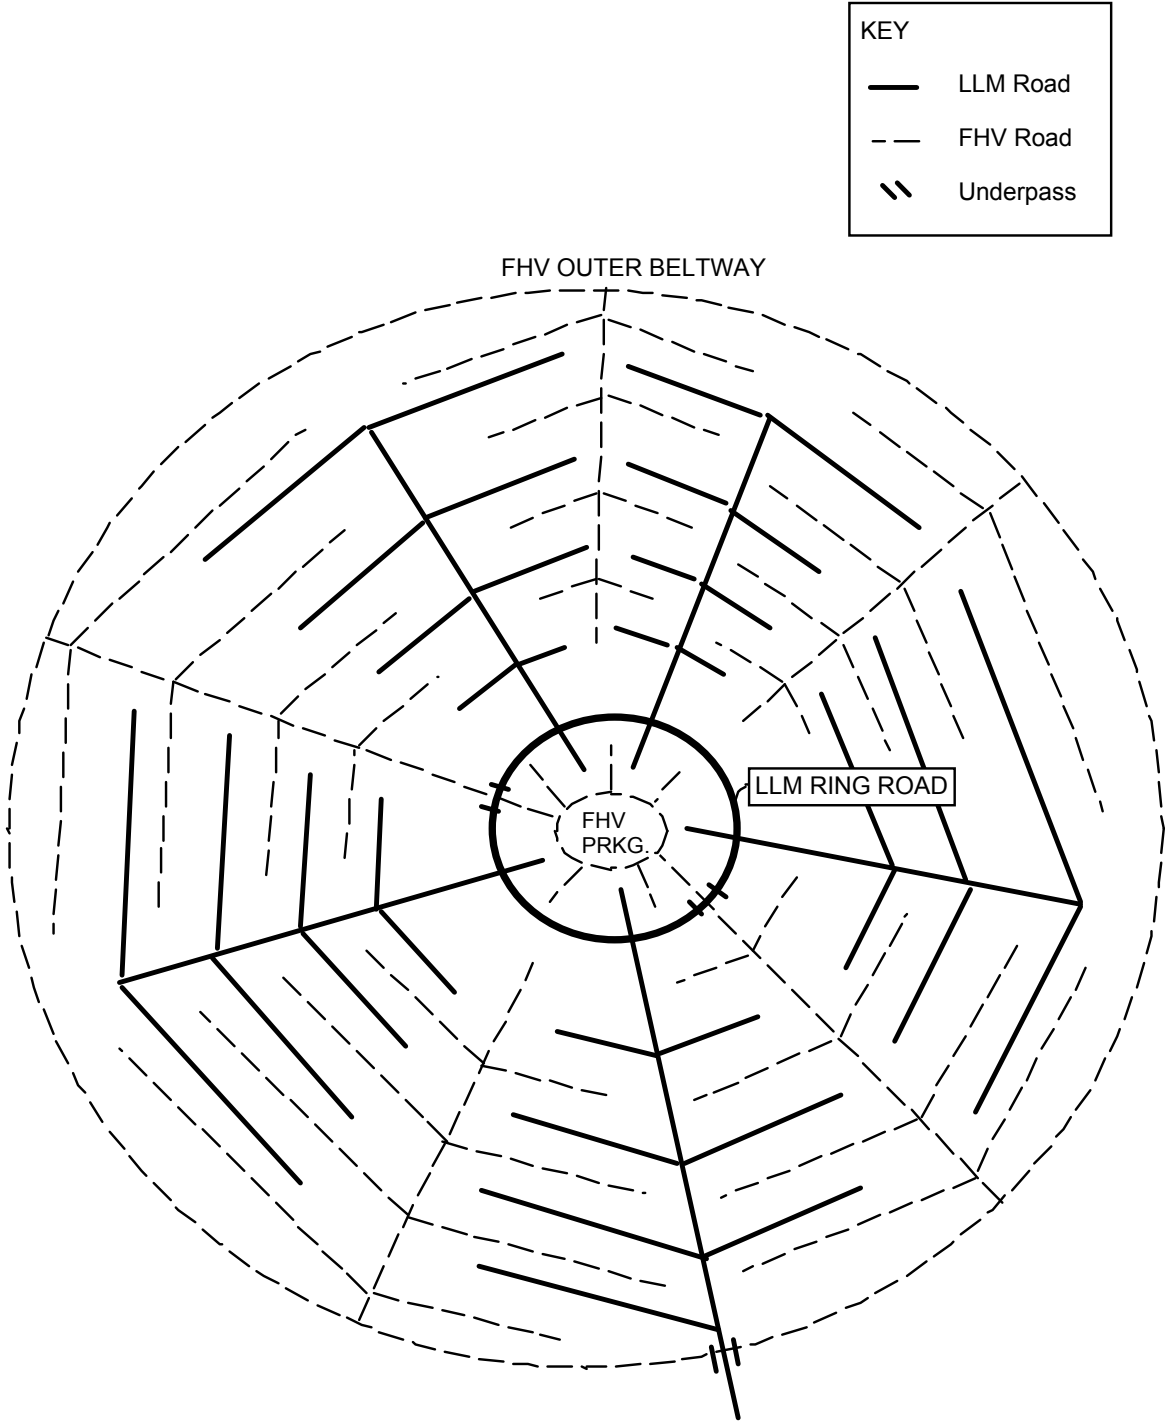 KEY
LLM Road
FHV Road
Underpass
FHV OUTER BELTWAY
LLM RING ROAD
FHV
PRKG.